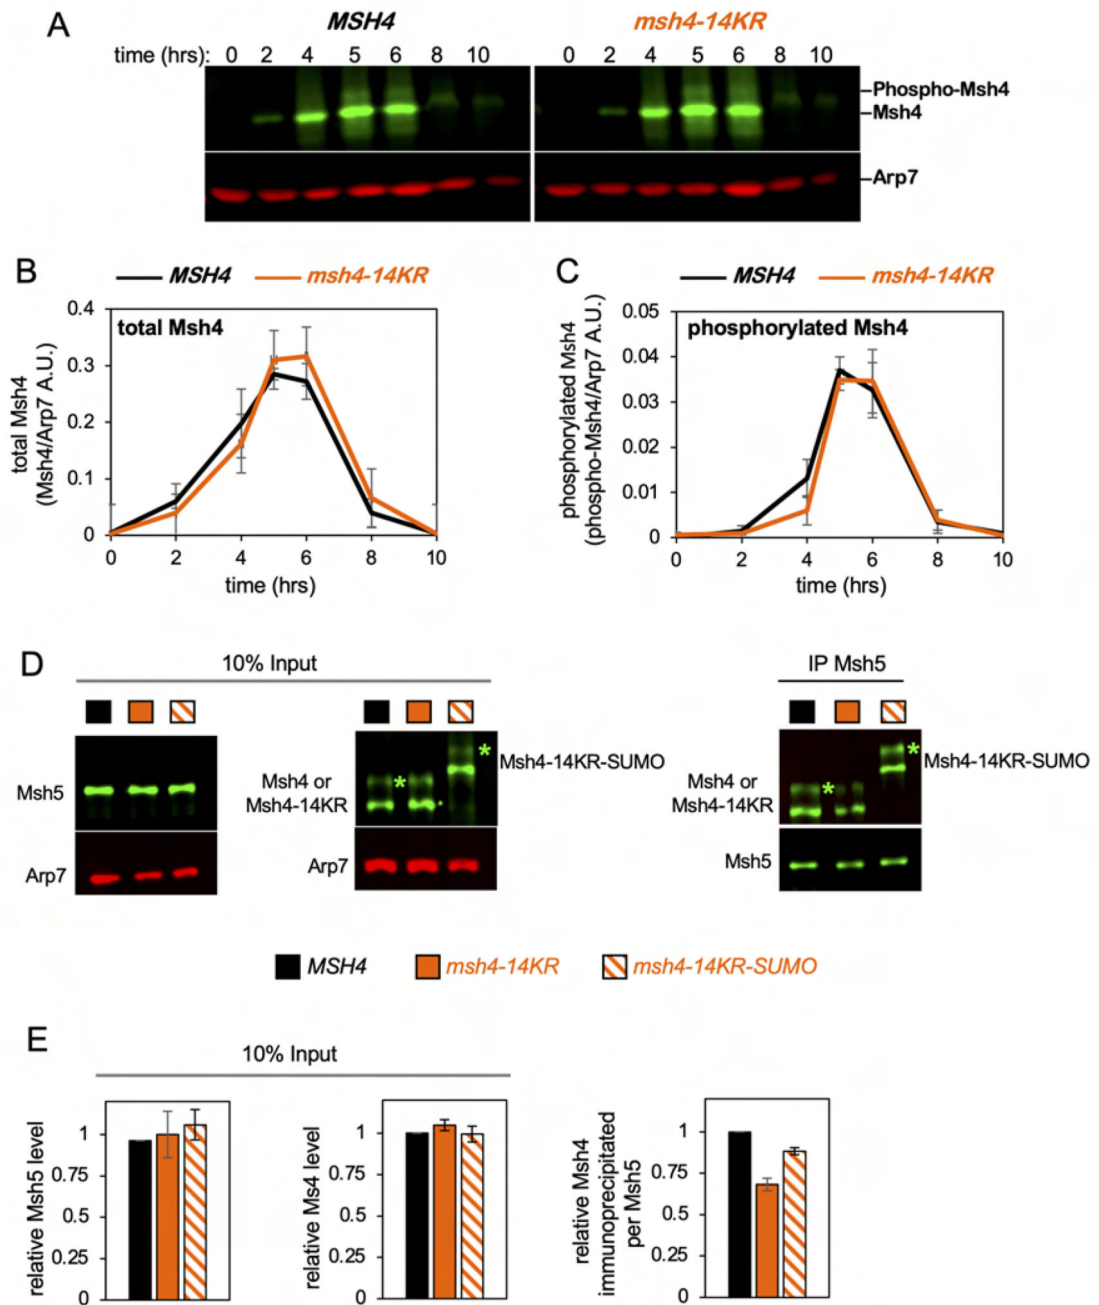 A
MSH4
msh4-14KR
time (hrs): 0 2 4 5 6 8 10 0 2 4 5 6 8 10
Phospho-Msh4
Msh4
Arp7
B
MSH4 msh4-14KR
total Msh4
total Msh4
(Msh4/Arp7 A.U.)
0.4
0.3
0.2
0.1
0
0 2 4 6 8 10
time (hrs)
C
MSH4 msh4-14KR
phosphorylated Msh4
phosphorylated Msh4
(phospho-Msh4/Arp7 A.U.)
0.05
0.04
0.03
0.02
0.01
0
0 2 4 6 8 10
time (hrs)
D
10% Input
IP Msh5
Msh5
Arp7
Msh4 or
Msh4-14KR
*
*
Msh4-14KR-SUMO
Arp7
Msh4 or
Msh4-14KR
*
*
Msh4-14KR-SUMO
Msh5
MSH4 msh4-14KR msh4-14KR-SUMO
E
10% Input
relative Msh5 level
1
0.75
0.5
0.25
0
relative Ms4 level
1
0.75
0.5
0.25
0
relative Msh4
immunoprecipitated
per Msh5
1
0.75
0.5
0.25
0